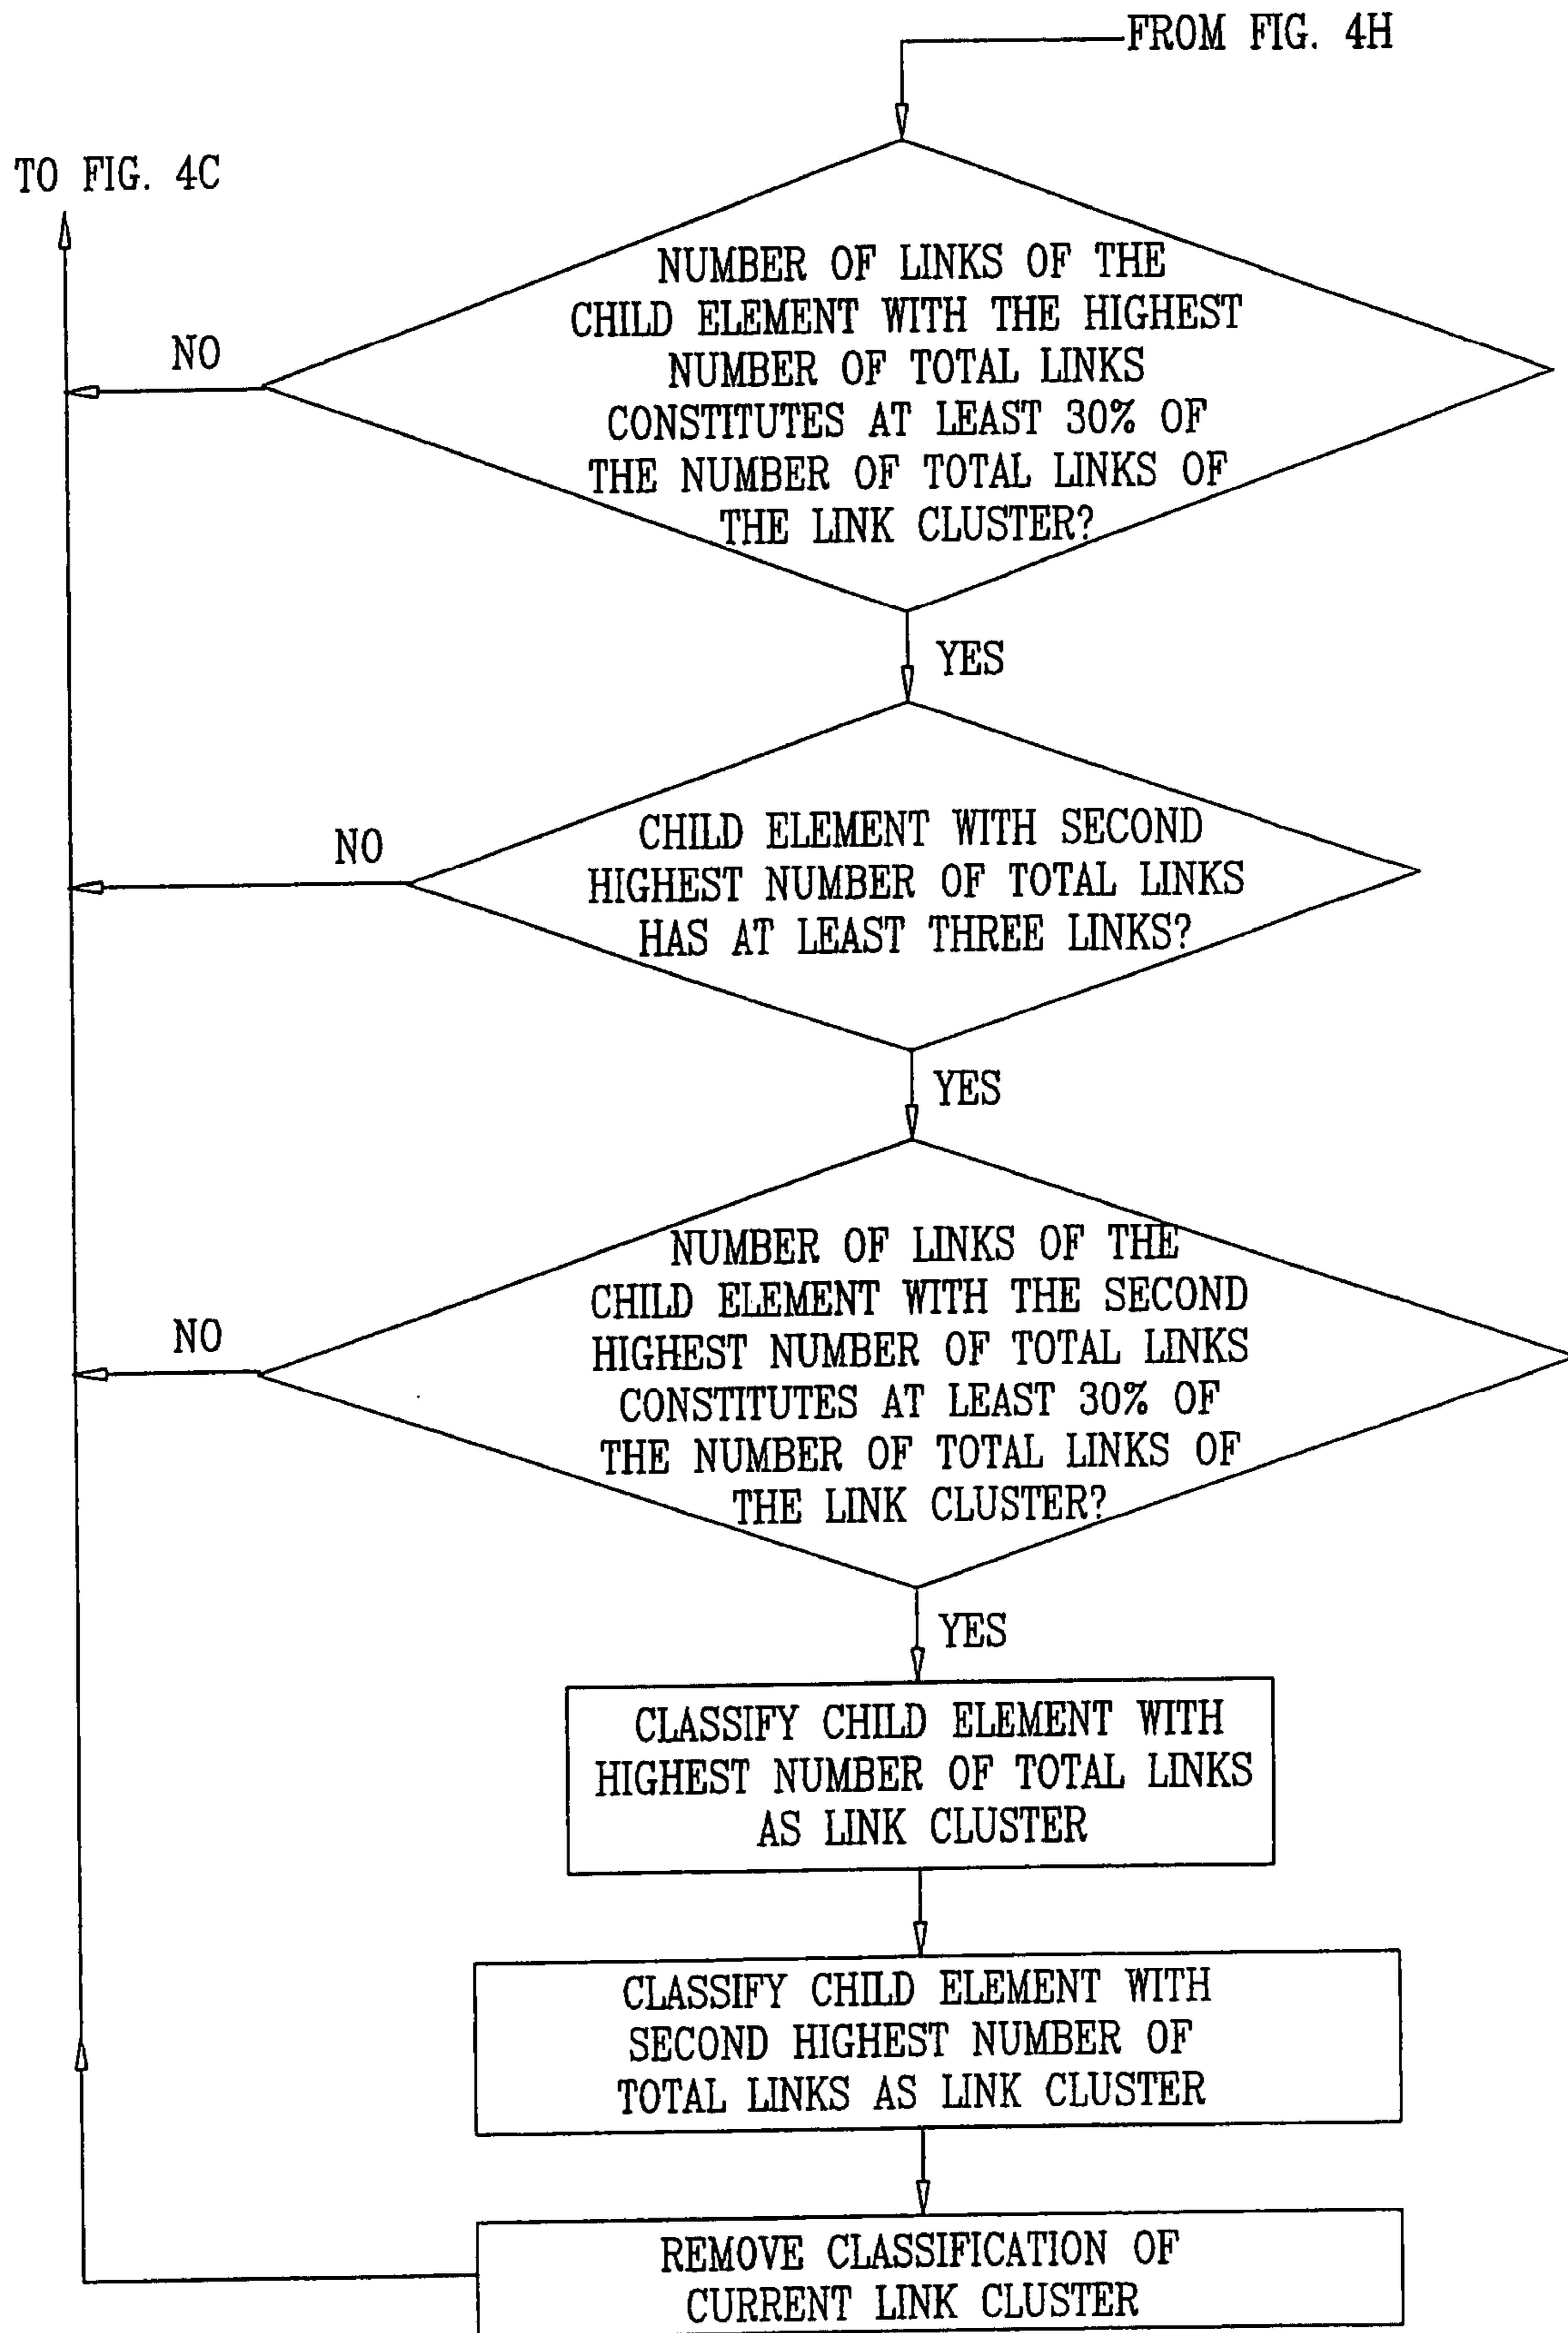 FROM FIG. 4H
TO FIG. 4C
NUMBER OF LINKS OF THE
CHILD ELEMENT WITH THE HIGHEST
NUMBER OF TOTAL LINKS
CONSTITUTES AT LEAST 30% OF
THE NUMBER OF TOTAL LINKS OF
THE LINK CLUSTER?
NO
YES
CHILD ELEMENT WITH SECOND
HIGHEST NUMBER OF TOTAL LINKS
HAS AT LEAST THREE LINKS?
NO
YES
NUMBER OF LINKS OF THE
CHILD ELEMENT WITH THE SECOND
HIGHEST NUMBER OF TOTAL LINKS
CONSTITUTES AT LEAST 30% OF
THE NUMBER OF TOTAL LINKS OF
THE LINK CLUSTER?
NO
YES
CLASSIFY CHILD ELEMENT WITH
HIGHEST NUMBER OF TOTAL LINKS
AS LINK CLUSTER
CLASSIFY CHILD ELEMENT WITH
SECOND HIGHEST NUMBER OF
TOTAL LINKS AS LINK CLUSTER
REMOVE CLASSIFICATION OF
CURRENT LINK CLUSTER